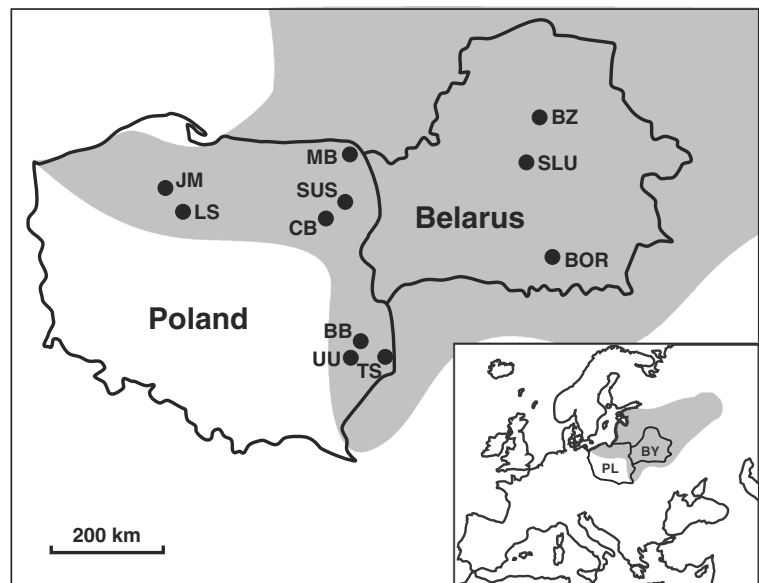 BZ
MB
SLU
JM
SUS
LS
CB
Belarus
BOR
Poland
BB
UU
TS
BY
PL
200 km